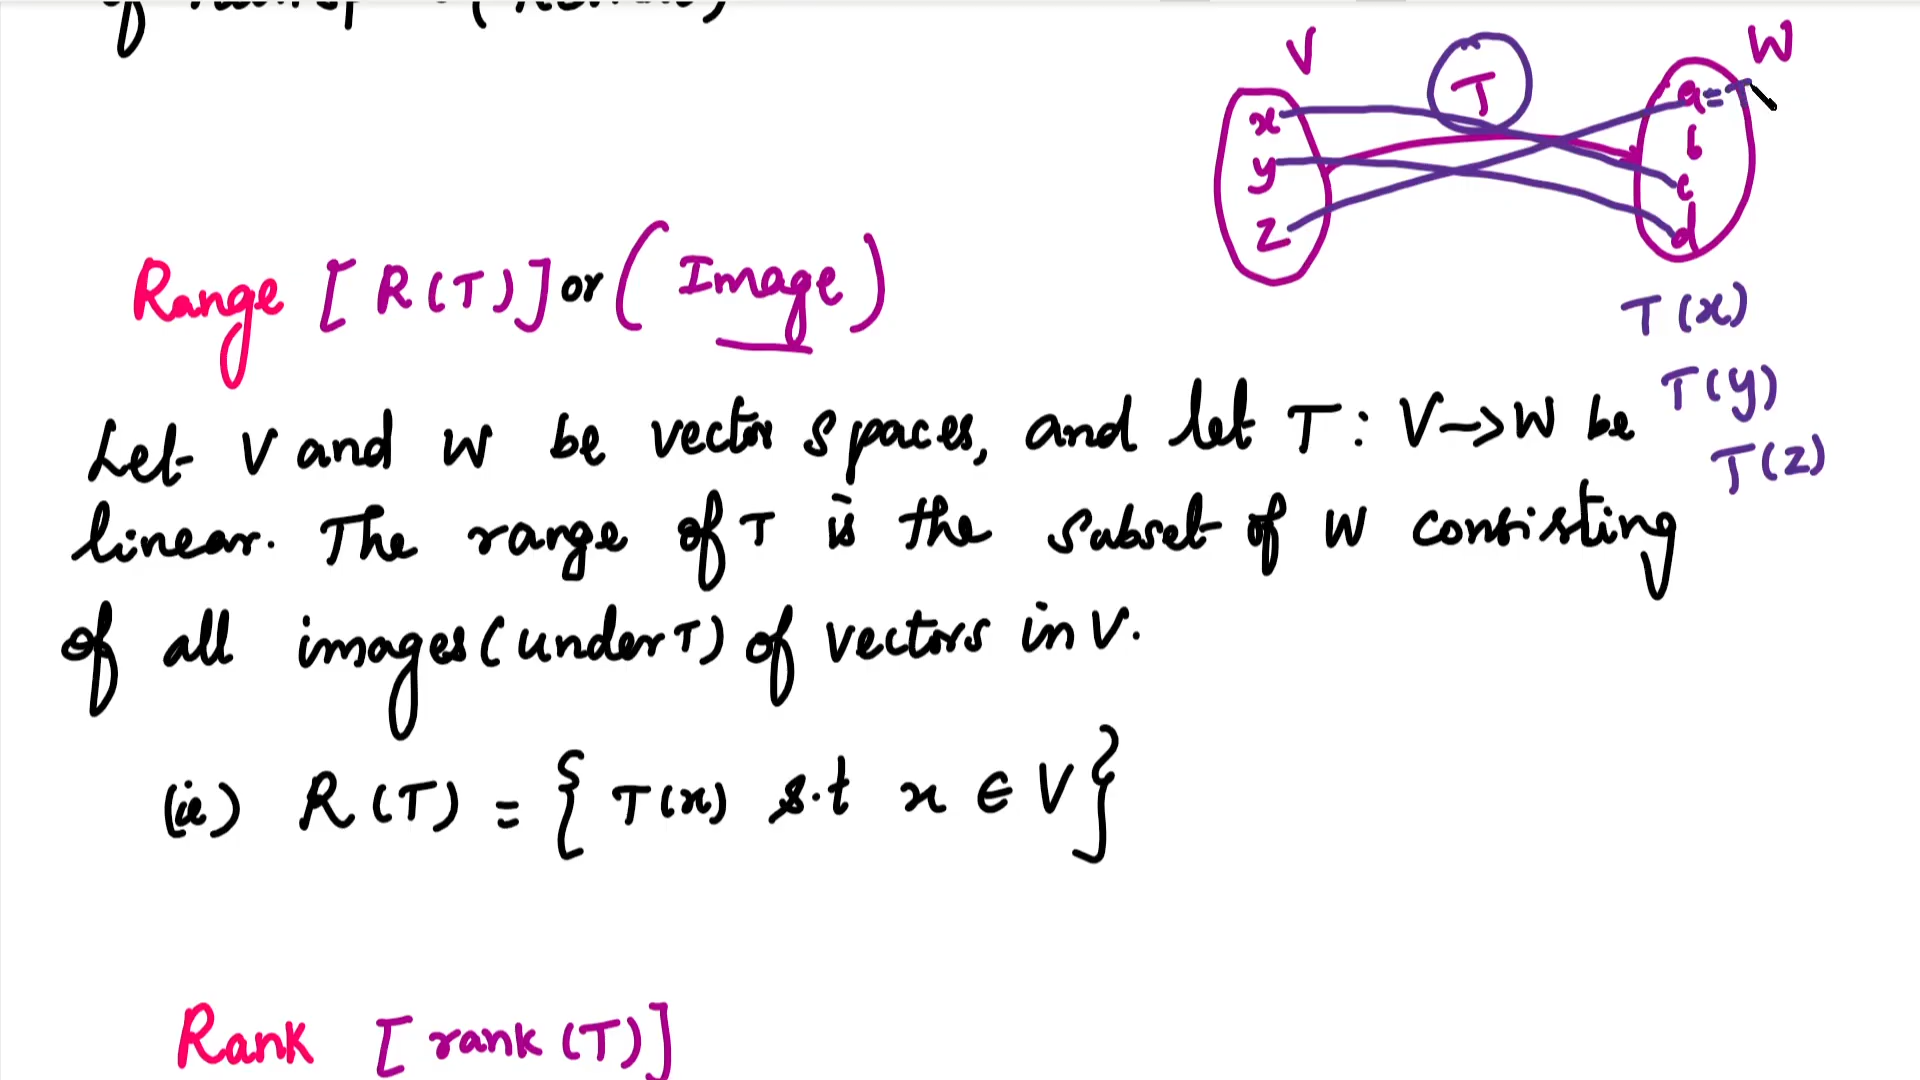 V T W
x a = T
y b
z c
d
Range [R(T)] or (Image)
T(x)
T(y)
T(z)
Let V and W be vector spaces, and let T : V → W be
linear. The range of T is the subset of W consisting
of all images (under T) of vectors in V.
(ie) R(T) = { T(x) s.t x ∈ V }
Rank [rank (T)]